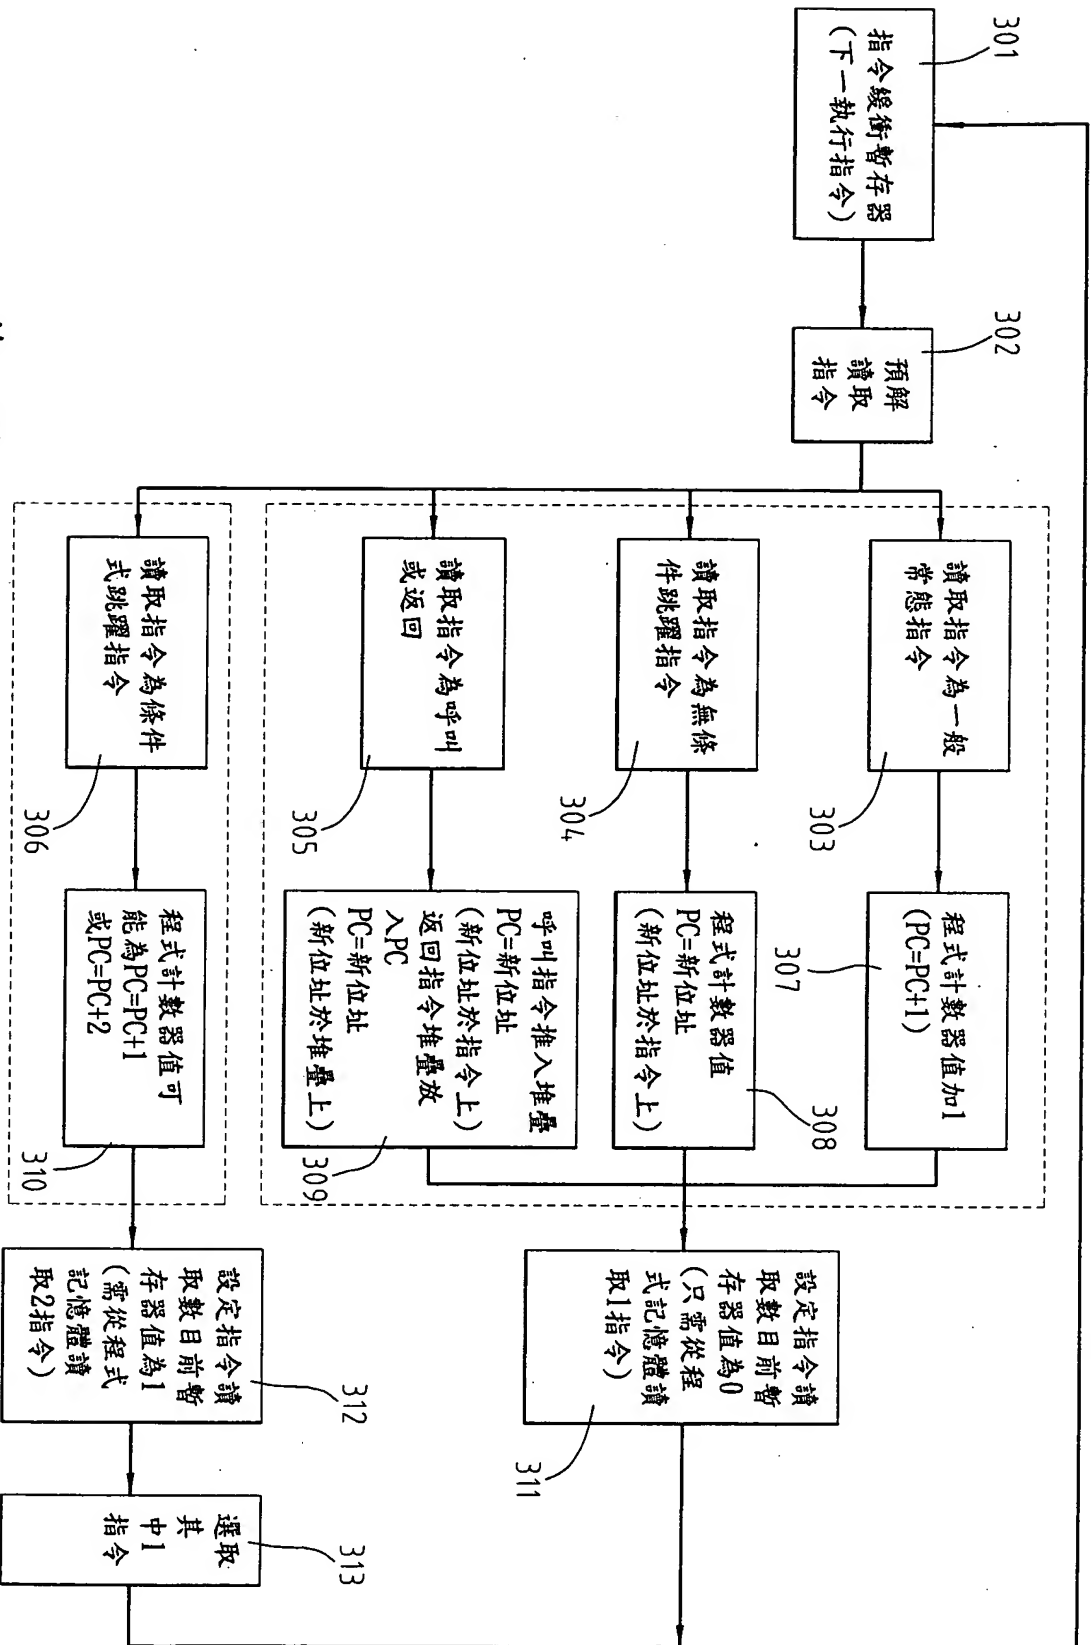 301
指令緩衝暫存器
(下一執行指令)
302
預解
讀取
指令
讀取指令為一般
常態指令
303
程式計數器值加1
(PC=PC+1)
307
讀取指令為無條
件跳躍指令
304
程式計數器值
PC=新位址
(新位址於指令上)
308
讀取指令為呼叫
或返回
305
呼叫指令推入堆疊
PC=新位址
(新位址於指令上)
返回指令堆疊放
入PC
PC=新位址
(新位址於堆疊上)
309
讀取指令為條件
式跳躍指令
306
程式計數器值可
能為PC=PC+1
或PC=PC+2
310
設定指令讀
取數目前暫
存器值為0
(只需從程
式記憶體讀
取1指令)
311
設定指令讀
取數目前暫
存器值為1
(需從程式
記憶體讀
取2指令)
312
選取
其
中1
指令
313